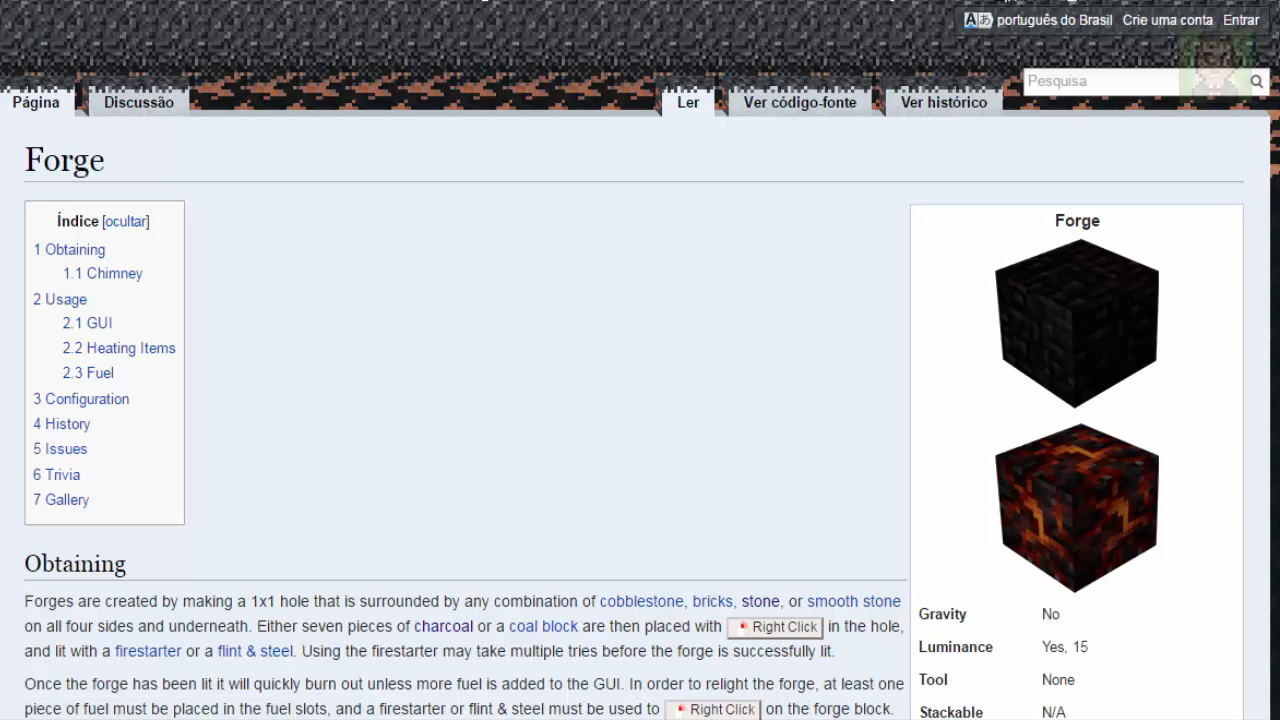 português do Brasil Crie uma conta Entrar
Pesquisa
Página Discussão Ler Ver código-fonte Ver histórico
Forge
Índice [ocultar]
1 Obtaining
1.1 Chimney
2 Usage
2.1 GUI
2.2 Heating Items
2.3 Fuel
3 Configuration
4 History
5 Issues
6 Trivia
7 Gallery
Obtaining
Forges are created by making a 1x1 hole that is surrounded by any combination of cobblestone, bricks, stone, or smooth stone
on all four sides and underneath. Either seven pieces of charcoal or a coal block are then placed with Right Click in the hole,
and lit with a firestarter or a flint & steel. Using the firestarter may take multiple tries before the forge is successfully lit.
Once the forge has been lit it will quickly burn out unless more fuel is added to the GUI. In order to relight the forge, at least one
piece of fuel must be placed in the fuel slots, and a firestarter or flint & steel must be used to Right Click on the forge block.
Forge
Gravity No
Luminance Yes, 15
Tool None
Stackable N/A